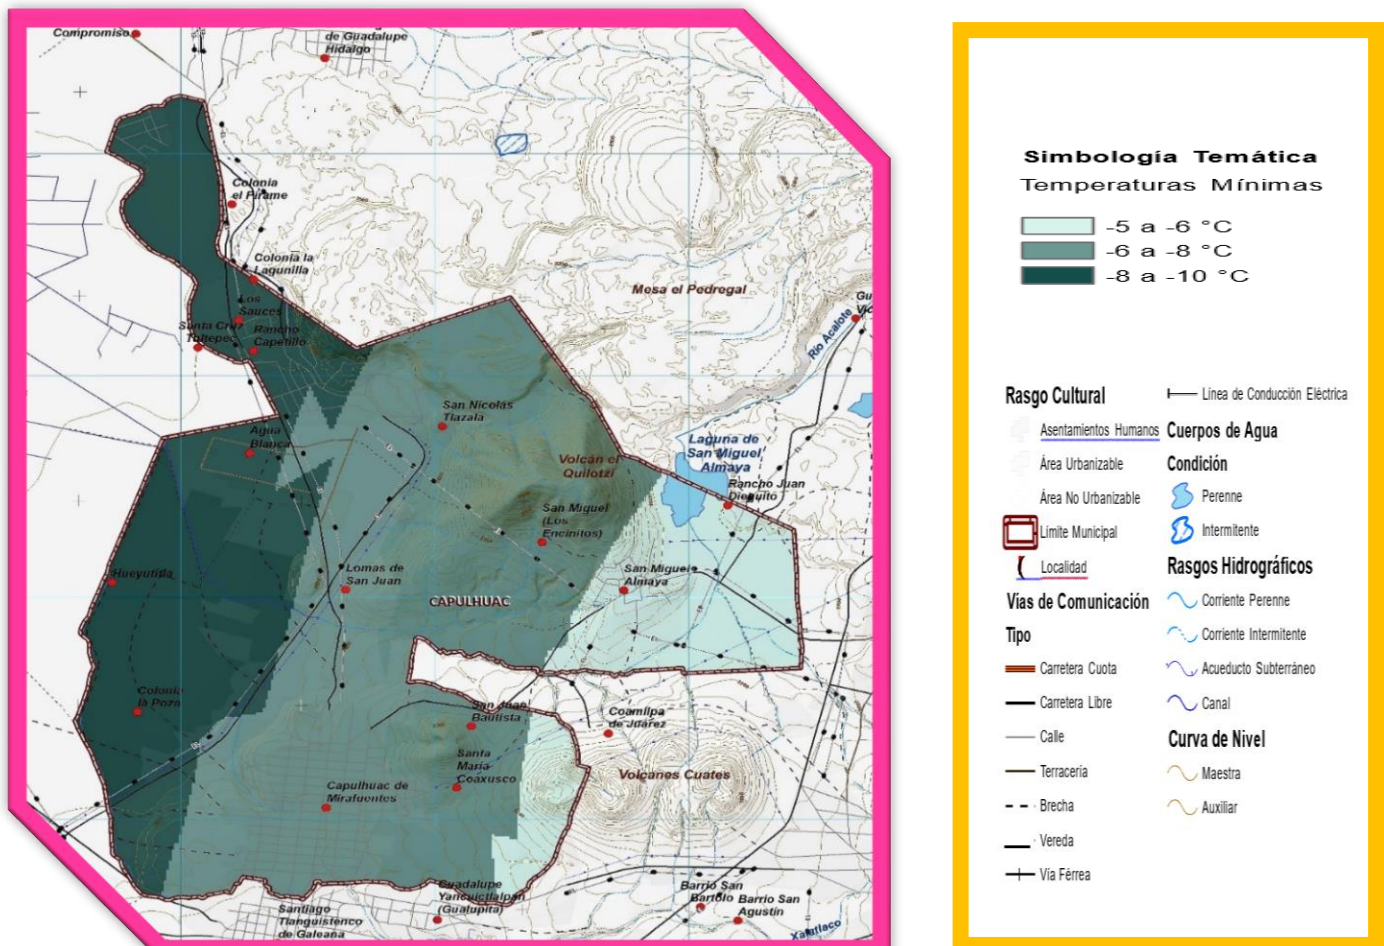 Compromiso
de Guadalupe
Hidalgo
Colonia
el Pirame
Colonia la
Lagunilla
Los
Sauces
Santa Cruz
Tultepec
Rancho
Capetillo
Mesa el Pedregal
Río Acalote
San Nicolás
Tlazala
Agua
Blanca
Volcán el
Quilotzi
Laguna de
San Miguel
Almaya
Rancho Juan
Dieguito
San Miguel
(Los
Encinitos)
Hueyutitla
Lomas de
San Juan
San Miguel
Almaya
CAPULHUAC
Colonia
la Poza
San Juan
Bautista
Coamilpa
de Juárez
Santa
María
Coaxusco
Volcanes Cuates
Capulhuac de
Mirafuentes
Guadalupe
Yancuictlalpan
(Gualupita)
Barrio San
Bartolo
Barrio San
Agustín
Santiago
Tianguistenco
de Galeana
Xalatlaco
Simbología Temática
Temperaturas Mínimas
-5 a -6 °C
-6 a -8 °C
-8 a -10 °C
Rasgo Cultural
Asentamientos Humanos
Área Urbanizable
Área No Urbanizable
Límite Municipal
Localidad
Vías de Comunicación
Tipo
Carretera Cuota
Carretera Libre
Calle
Terracería
Brecha
Vereda
Vía Férrea
Línea de Conducción Eléctrica
Cuerpos de Agua
Condición
Perenne
Intermitente
Rasgos Hidrográficos
Corriente Perenne
Corriente Intermitente
Acueducto Subterráneo
Canal
Curva de Nivel
Maestra
Auxiliar